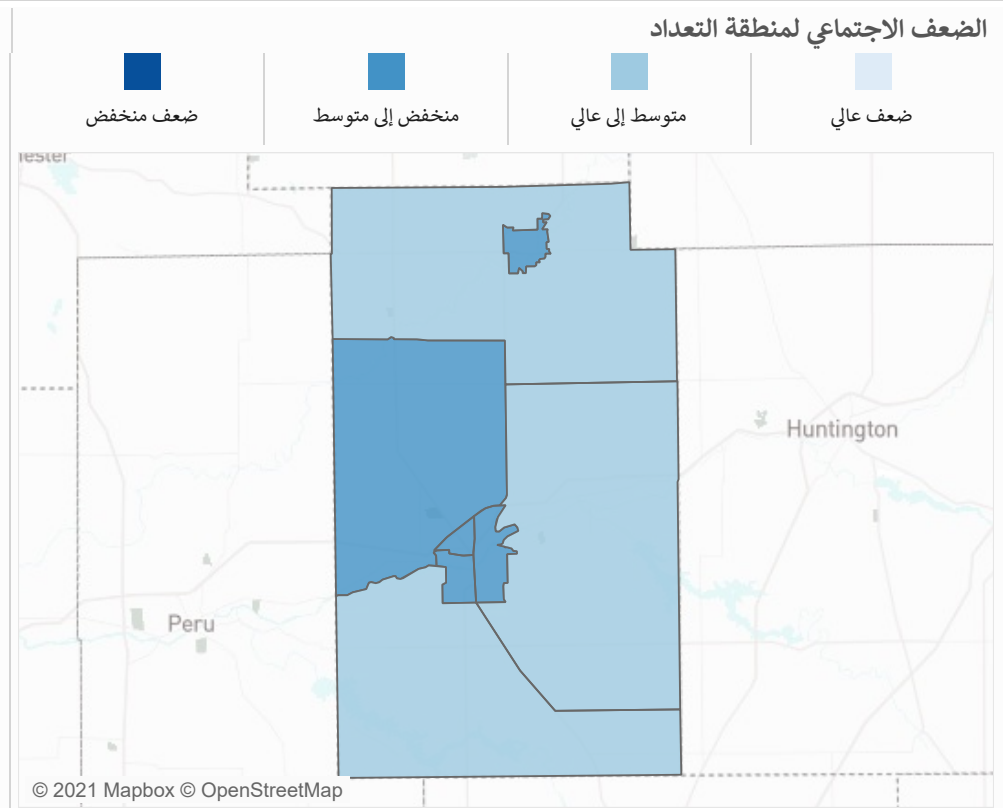 الضعف الاجتماعي لمنطقة التعداد
ضعف عالي
متوسط إلى عالي
منخفض إلى متوسط
ضعف منخفض
Huntington
Peru
© 2021 Mapbox © OpenStreetMap